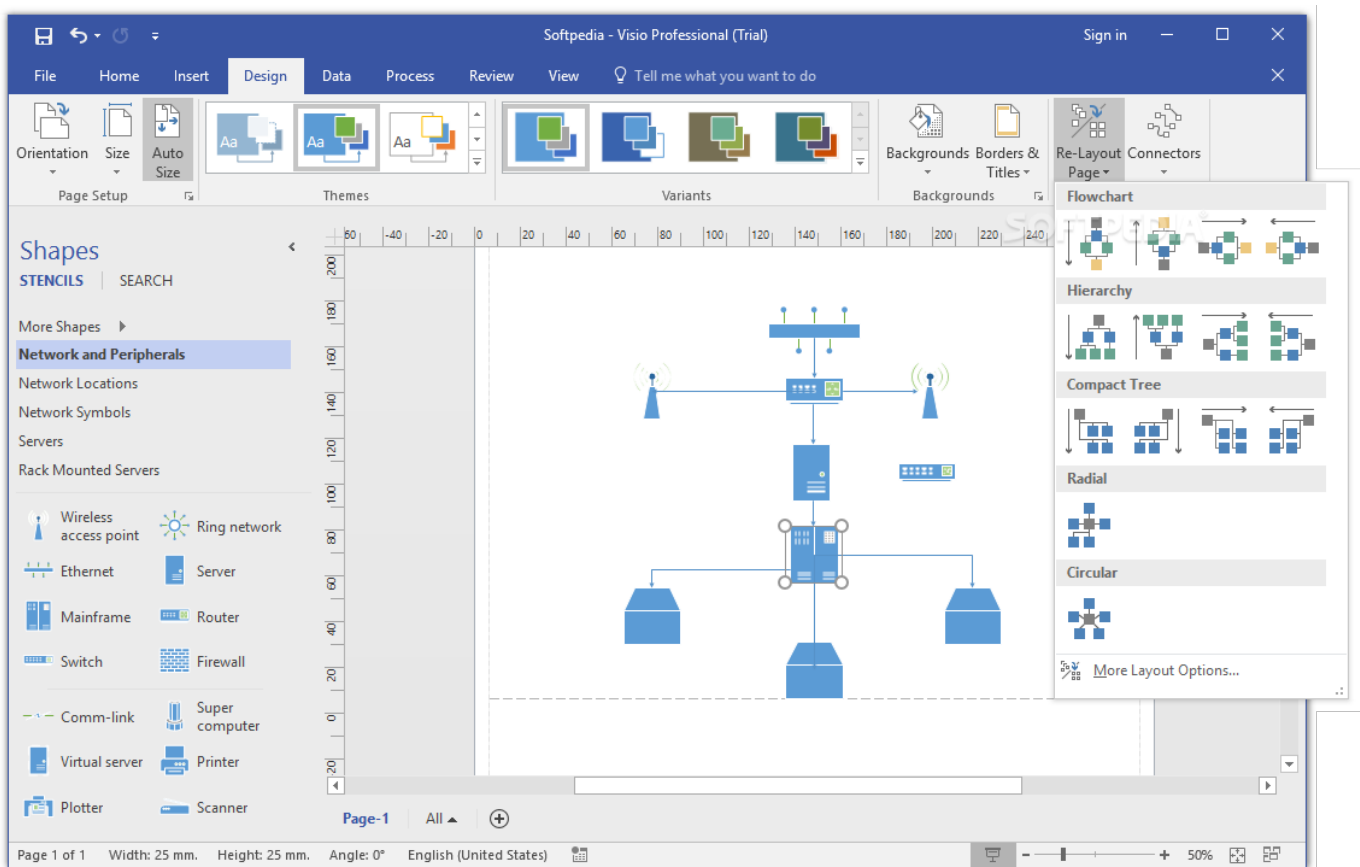 Softpedia - Visio Professional (Trial)
Sign in
File Home Insert Design Data Process Review View Tell me what you want to do
Orientation Size Auto Size
Aa Aa Aa
Backgrounds Borders & Titles
Re-Layout Page Connectors
Page Setup Themes Variants Backgrounds
Flowchart
SOFTPEDIA
Shapes
STENCILS SEARCH
More Shapes
Network and Peripherals
Network Locations
Network Symbols
Servers
Rack Mounted Servers
Wireless access point Ring network
Ethernet Server
Mainframe Router
Switch Firewall
Comm-link Super computer
Virtual server Printer
Plotter Scanner
60 -40 -20 0 20 40 60 80 100 120 140 160 180 200 220 240
200
180
160
140
120
100
80
60
40
20
0
20
Hierarchy
Compact Tree
Radial
Circular
More Layout Options...
Page-1 All
Page 1 of 1 Width: 25 mm. Height: 25 mm. Angle: 0° English (United States) 50%